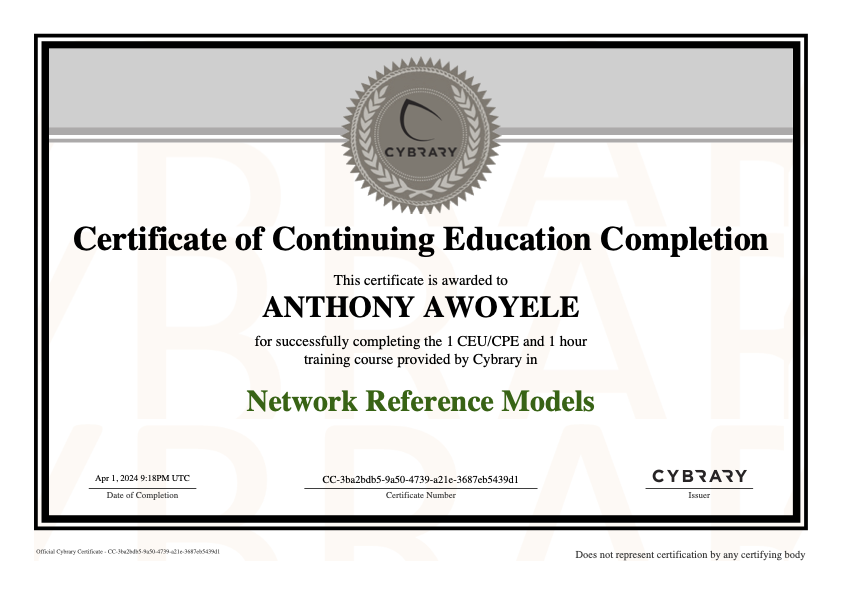 CYBRARY
Certificate of Continuing Education Completion
This certificate is awarded to
ANTHONY AWOYELE
for successfully completing the 1 CEU/CPE and 1 hour
training course provided by Cybrary in
Network Reference Models
Apr 1, 2024 9:18PM UTC
Date of Completion
CC-3ba2bdb5-9a50-4739-a21e-3687eb5439d1
Certificate Number
CYBRARY
Issuer
Official Cybrary Certificate - CC-3ba2bdb5-9a50-4739-a21e-3687eb5439d1
Does not represent certification by any certifying body